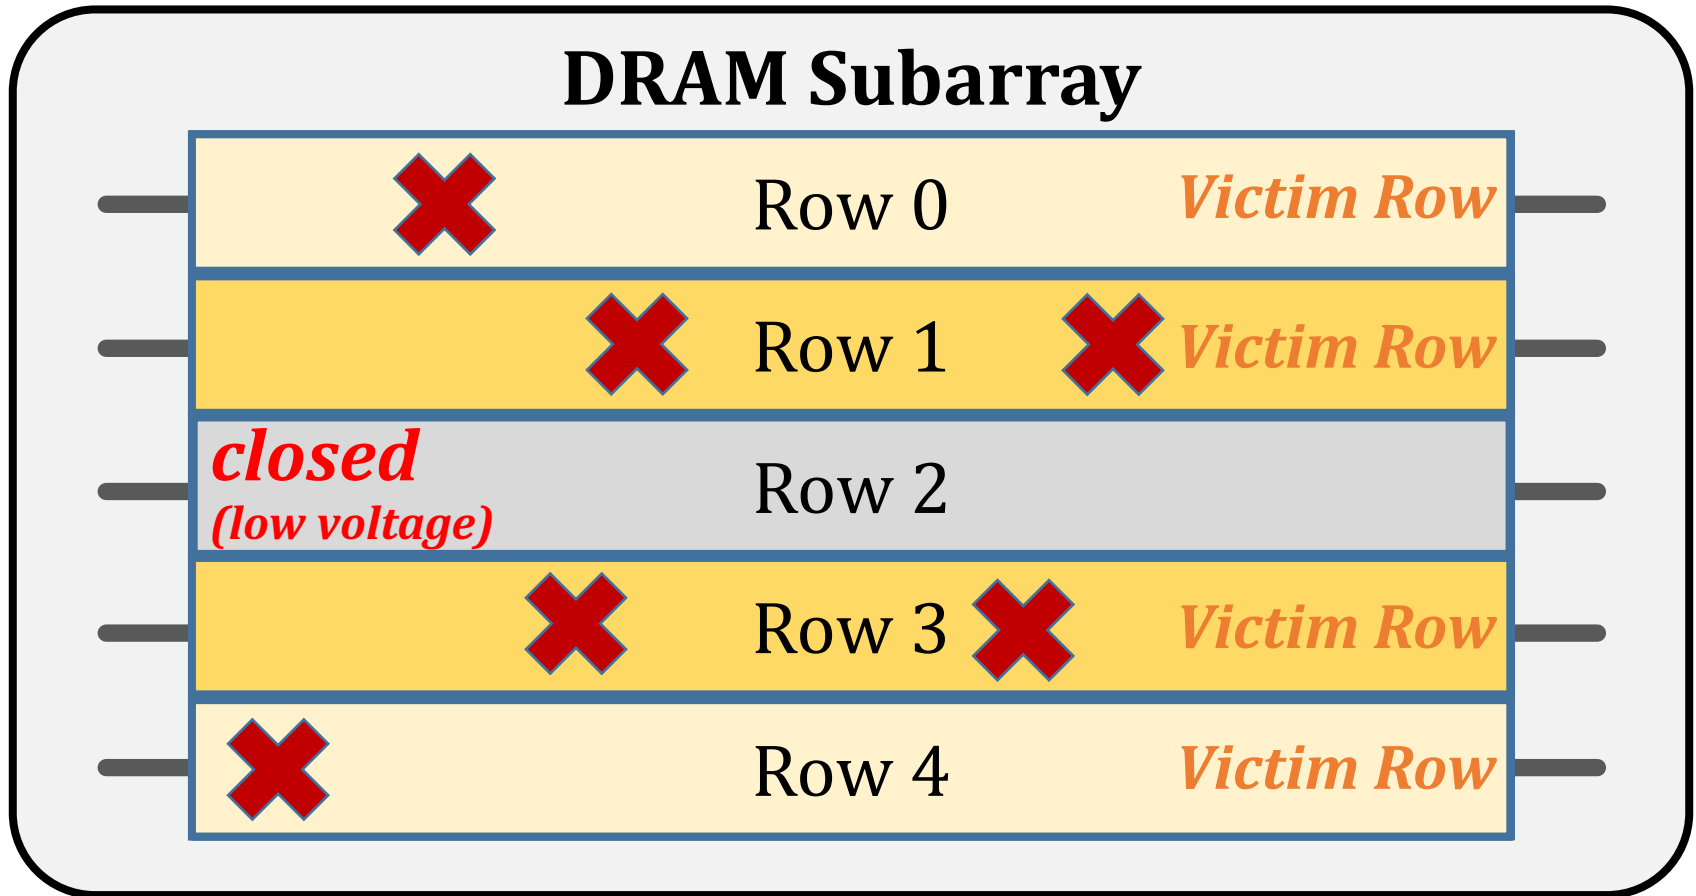 DRAM Subarray
Row 0 Victim Row
Row 1 Victim Row
closed
Row 2
(low voltage)
Row 3 Victim Row
Row 4 Victim Row